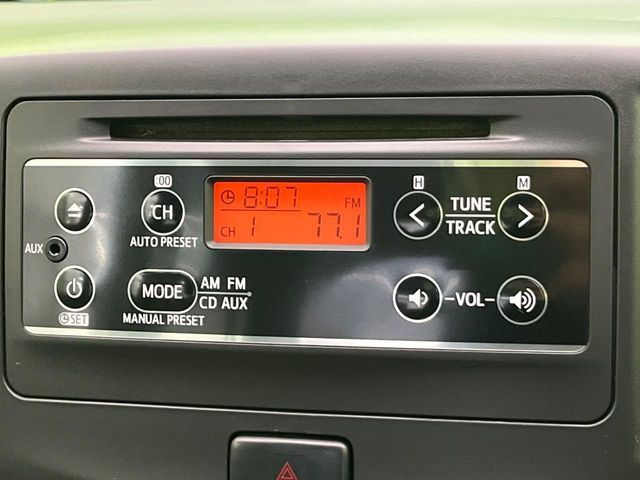 :00
H
M
8:07
FM
CH 1 77.1
CH
AUTO PRESET
TUNE
TRACK
AUX
MODE
AM FM
CD AUX
MANUAL PRESET
SET
VOL